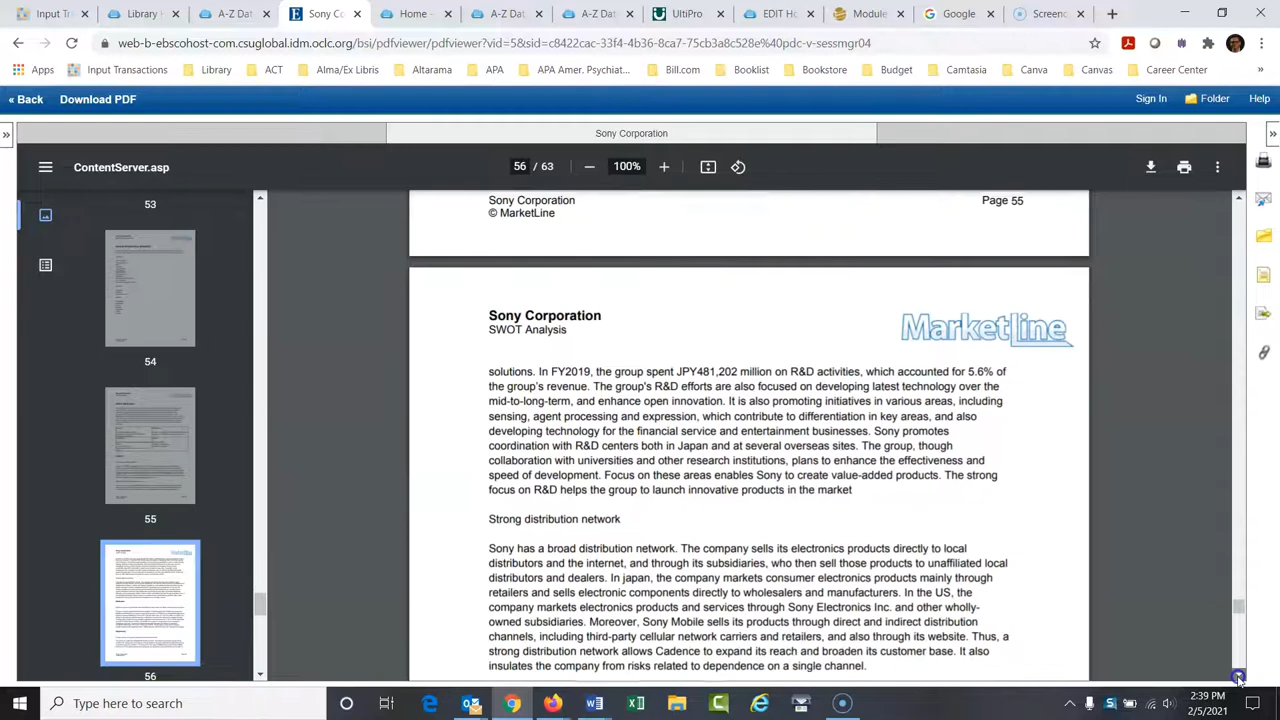 Input Tra
Library H
A-Z Dat
Sony Co
Home -
A-Z Dat
A-Z Dat
UltiPro
EDIT Ho
Module
Google
Screenc
web-b-ebscohost-com.csuglobal.idm.oclc.org/bsi/pdfviewer/pdfviewer?vid=5&sid=c8422cac-33f4-4b36-8ca7-75cb3a8c528e%40pdc-v-sessmgr04
Apps
Input Transactions
Library
ACT
Alma/Ex Libris
Altarama
APA
APA Amer. Psychiat...
Bill.com
Booklist
Bookstore
Budget
Camtasia
Canva
Canvas
Career Center
»
« Back
Download PDF
Sign In
Folder
Help
»
Sony Corporation
»
ContentServer.asp
56 / 63
100%
53
54
55
56
Sony Corporation
© MarketLine
Page 55
Sony Corporation
SWOT Analysis
MarketLine
solutions. In FY2019, the group spent JPY481,202 million on R&D activities, which accounted for 5.6% of
the group's revenue. The group's R&D efforts are also focused on developing latest technology over the
mid-to-long-term, and enhance open innovation. It is also promoting initiatives in various areas, including
sensing, agent processing and expression, which contribute to differentiation in key areas, and also
developing technology for the financial service and entertainment businesses. Sony promotes
coordination with R&D centers both in Japan and at several overseas sites. The group, though
collaboration with universities and other research institutions, plans to enhance the effectiveness and
speed of development. Focus on these areas enables Sony to create value-added products. The strong
focus on R&D helps the group to launch innovative products in the market
Strong distribution network
Sony has a broad distribution network. The company sells its electronics products directly to local
distributors and the internet, and through its subsidiaries, who then sell those products to unaffiliated local
distributors and dealers. In Japan, the company markets consumer electronics products mainly through
retailers and sells electronic components directly to wholesalers and manufacturers. In the US, the
company markets electronics products and services through Sony Electronics Inc. and other wholly-
owned subsidiaries. Moreover, Sony Mobile sells its products through direct and indirect distribution
channels, including third-party cellular network carriers and retailers, and also through its website. Thus, a
strong distribution network allows Cadence to expand its reach and broaden its customer base. It also
insulates the company from risks related to dependence on a single channel.
Type here to search
2:39 PM
2/5/2021